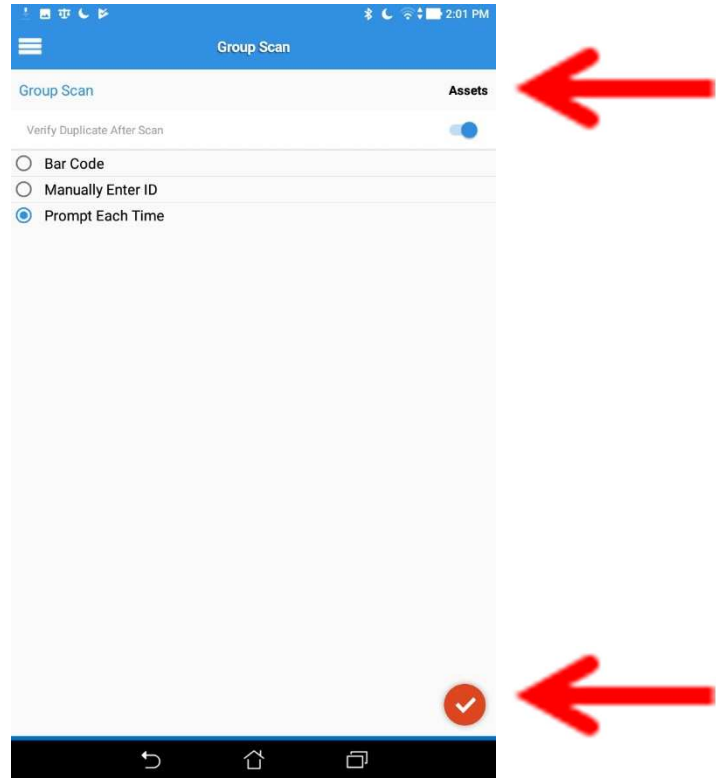 2:01 PM
Group Scan
Group Scan Assets
Verify Duplicate After Scan
Bar Code
Manually Enter ID
Prompt Each Time